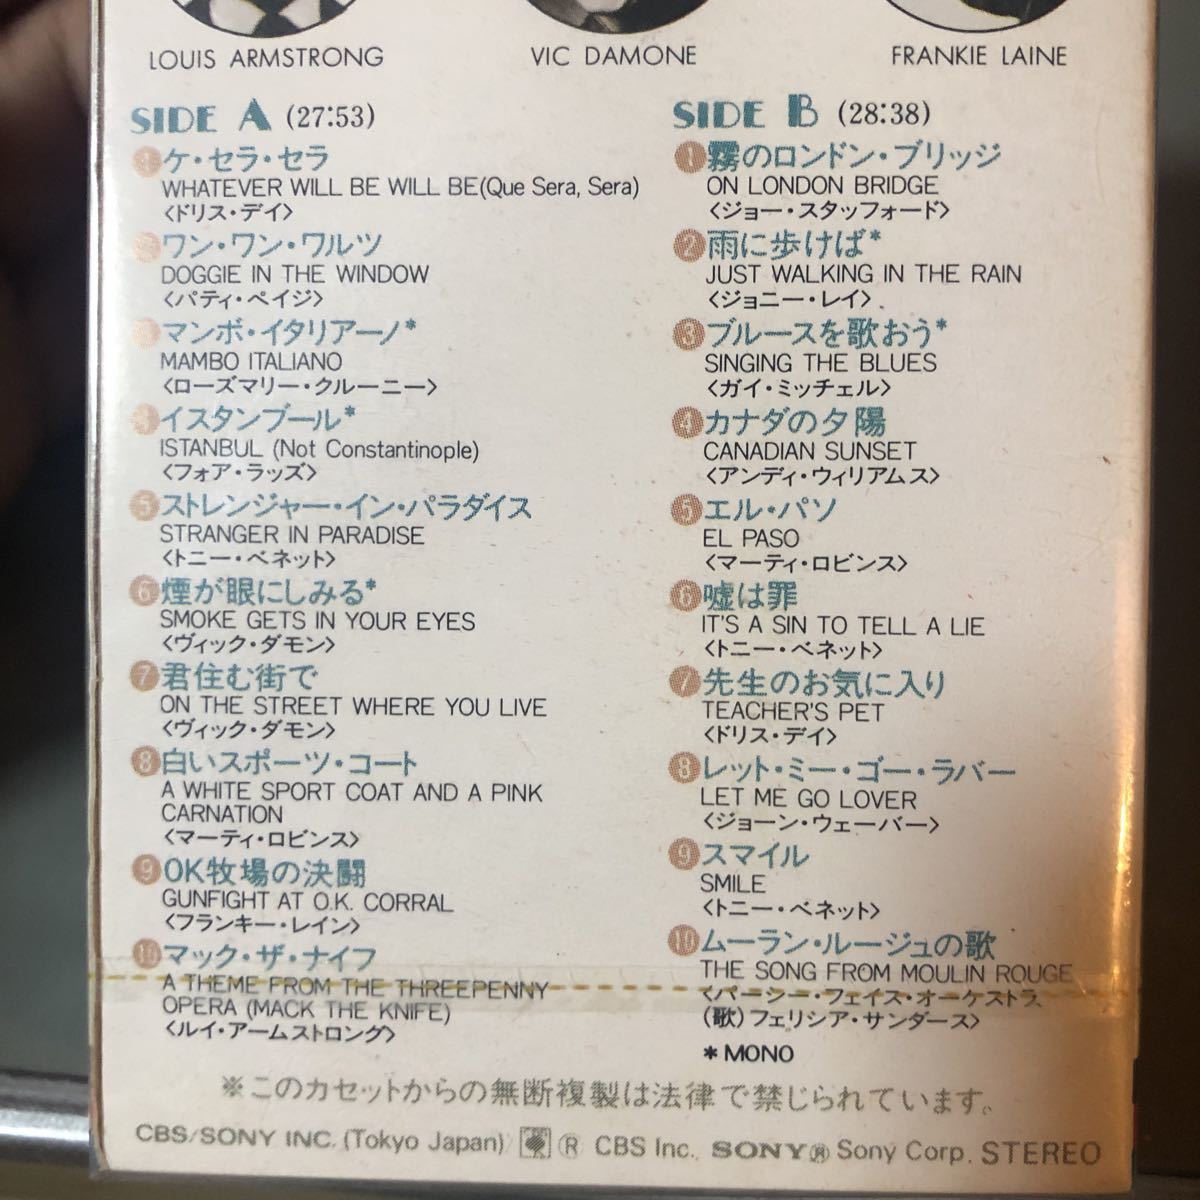 LOUIS ARMSTRONG
VIC DAMONE
FRANKIE LAINE
SIDE A (27:53)
1 ケ・セラ・セラ
WHATEVER WILL BE WILL BE(Que Sera, Sera)
〈ドリス・デイ〉
2 ワン・ワン・ワルツ
DOGGIE IN THE WINDOW
〈パティ・ペイジ〉
3 マンボ・イタリアーノ*
MAMBO ITALIANO
〈ローズマリー・クルーニー〉
4 イスタンブール*
ISTANBUL (Not Constantinople)
〈フォア・ラッズ〉
5 ストレンジャー・イン・パラダイス
STRANGER IN PARADISE
〈トニー・ベネット〉
6 煙が眼にしみる*
SMOKE GETS IN YOUR EYES
〈ヴィック・ダモン〉
7 君住む街で
ON THE STREET WHERE YOU LIVE
〈ヴィック・ダモン〉
8 白いスポーツ・コート
A WHITE SPORT COAT AND A PINK
CARNATION
〈マーティ・ロビンス〉
9 OK牧場の決闘
GUNFIGHT AT O.K. CORRAL
〈フランキー・レイン〉
10 マック・ザ・ナイフ
A THEME FROM THE THREEPENNY
OPERA (MACK THE KNIFE)
〈ルイ・アームストロング〉
SIDE B (28:38)
1 霧のロンドン・ブリッジ
ON LONDON BRIDGE
〈ジョー・スタッフォード〉
2 雨に歩けば*
JUST WALKING IN THE RAIN
〈ジョニー・レイ〉
3 ブルースを歌おう*
SINGING THE BLUES
〈ガイ・ミッチェル〉
4 カナダの夕陽
CANADIAN SUNSET
〈アンディ・ウィリアムス〉
5 エル・パソ
EL PASO
〈マーティ・ロビンス〉
6 嘘は罪
IT'S A SIN TO TELL A LIE
〈トニー・ベネット〉
7 先生のお気に入り
TEACHER'S PET
〈ドリス・デイ〉
8 レット・ミー・ゴー・ラバー
LET ME GO LOVER
〈ジョーン・ウェーバー〉
9 スマイル
SMILE
〈トニー・ベネット〉
10 ムーラン・ルージュの歌
THE SONG FROM MOULIN ROUGE
〈パーシー・フェイス・オーケストラ、
(歌)フェリシア・サンダース〉
* MONO
※このカセットからの無断複製は法律で禁じられています。
CBS/SONY INC. (Tokyo Japan) Ⓡ CBS Inc., SONY® Sony Corp. STEREO